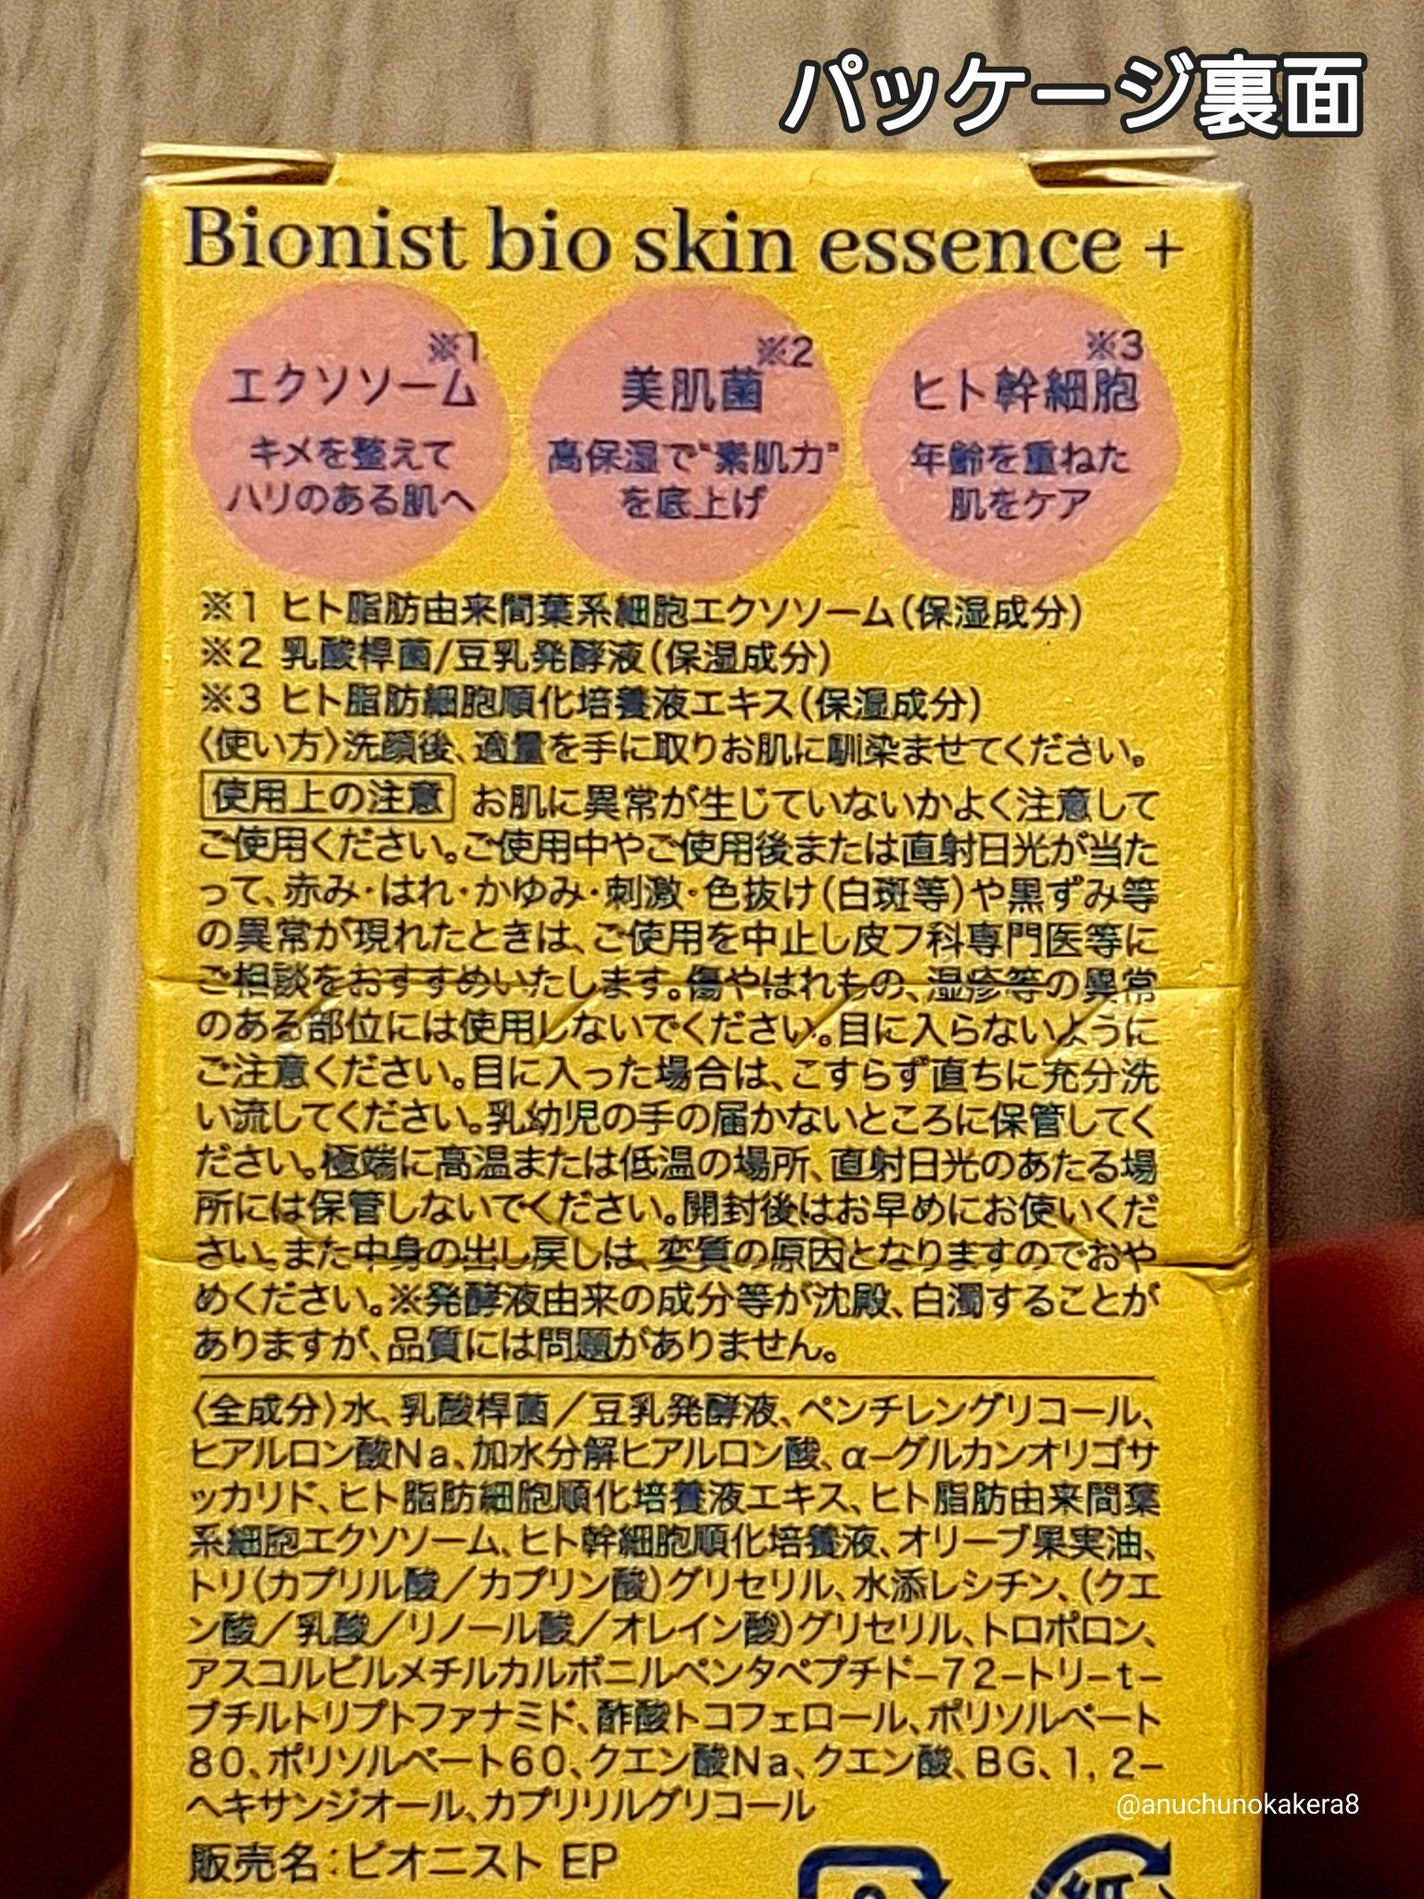 パッケージ裏面
Bionist bio skin essence +
※1
エクソソーム
キメを整えて
ハリのある肌へ
※2
美肌菌
高保湿で“素肌力”
を底上げ
※3
ヒト幹細胞
年齢を重ねた
肌をケア
※1 ヒト脂肪由来間葉系細胞エクソソーム(保湿成分)
※2 乳酸桿菌/豆乳発酵液(保湿成分)
※3 ヒト脂肪細胞順化培養液エキス(保湿成分)
〈使い方〉洗顔後、適量を手に取りお肌に馴染ませてください。
使用上の注意 お肌に異常が生じていないかよく注意して
ご使用ください。ご使用中やご使用後または直射日光が当た
って、赤み・はれ・かゆみ・刺激・色抜け(白斑等)や黒ずみ等
の異常が現れたときは、ご使用を中止し皮フ科専門医等に
ご相談をおすすめいたします。傷やはれもの、湿疹等の異常
のある部位には使用しないでください。目に入らないように
ご注意ください。目に入った場合は、こすらず直ちに充分洗
い流してください。乳幼児の手の届かないところに保管してく
ださい。極端に高温または低温の場所、直射日光のあたる場
所には保管しないでください。開封後はお早めにお使いくだ
さい。また中身の出し戻しは、変質の原因となりますのでおや
めください。※発酵液由来の成分等が沈殿、白濁することが
ありますが、品質には問題がありません。
〈全成分〉水、乳酸桿菌／豆乳発酵液、ペンチレングリコール、
ヒアルロン酸Na、加水分解ヒアルロン酸、α-グルカンオリゴサ
ッカリド、ヒト脂肪細胞順化培養液エキス、ヒト脂肪由来間葉
系細胞エクソソーム、ヒト幹細胞順化培養液、オリーブ果実油、
トリ(カプリル酸／カプリン酸)グリセリル、水添レシチン、(クエ
ン酸／乳酸／リノール酸／オレイン酸)グリセリル、トロポロン、
アスコルビルメチルカルボニルペンタペプチド-72-トリ-t-
ブチルトリプトファナミド、酢酸トコフェロール、ポリソルベート
80、ポリソルベート60、クエン酸Na、クエン酸、BG、1, 2-
ヘキサンジオール、カプリリルグリコール
@anuchunokakera8
販売名：ビオニスト EP